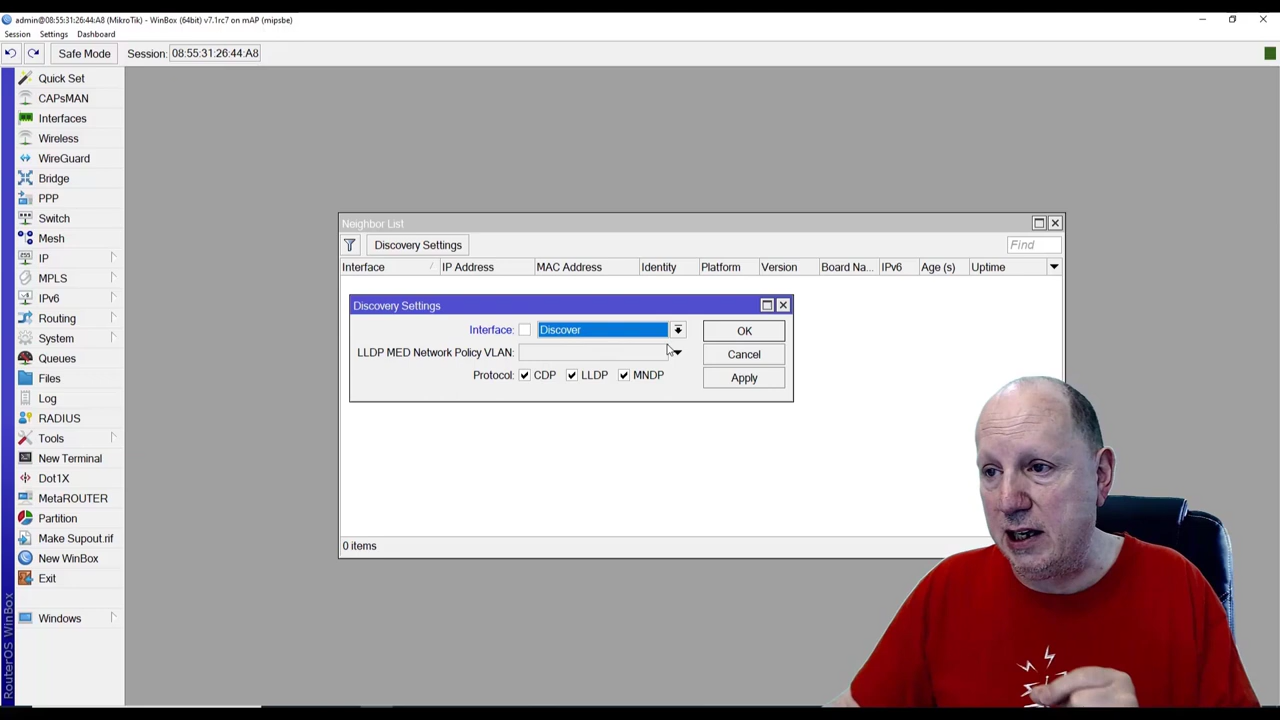 admin@08:55:31:26:44:A8 (MikroTik) - WinBox (64bit) v7.1rc7 on mAP (mipsbe)
Session Settings Dashboard
Safe Mode Session: 08:55:31:26:44:A8
Quick Set
CAPsMAN
Interfaces
Wireless
WireGuard
Bridge
PPP
Switch
Mesh
IP
MPLS
IPv6
Routing
System
Queues
Files
Log
RADIUS
Tools
New Terminal
Dot1X
MetaROUTER
Partition
Make Supout.rif
New WinBox
Exit
Windows
RouterOS WinBox
Neighbor List
Discovery Settings Find
Interface IP Address MAC Address Identity Platform Version Board Na... IPv6 Age (s) Uptime
Discovery Settings
Interface: Discover OK
LLDP MED Network Policy VLAN: Cancel
Protocol: CDP LLDP MNDP Apply
0 items